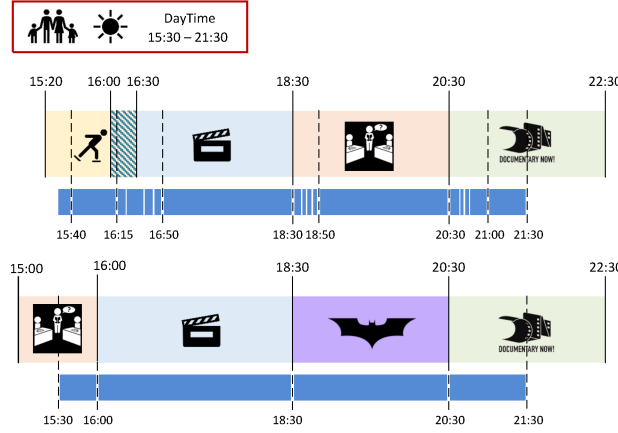 DayTime
15:30 – 21:30
15:20 16:00 16:30 18:30 20:30 22:30
?
DOCUMENTARY NOW!
15:40 16:15 16:50 18:30 18:50 20:30 21:00 21:30
15:00 16:00 18:30 20:30 22:30
?
DOCUMENTARY NOW!
15:30 16:00 18:30 20:30 21:30